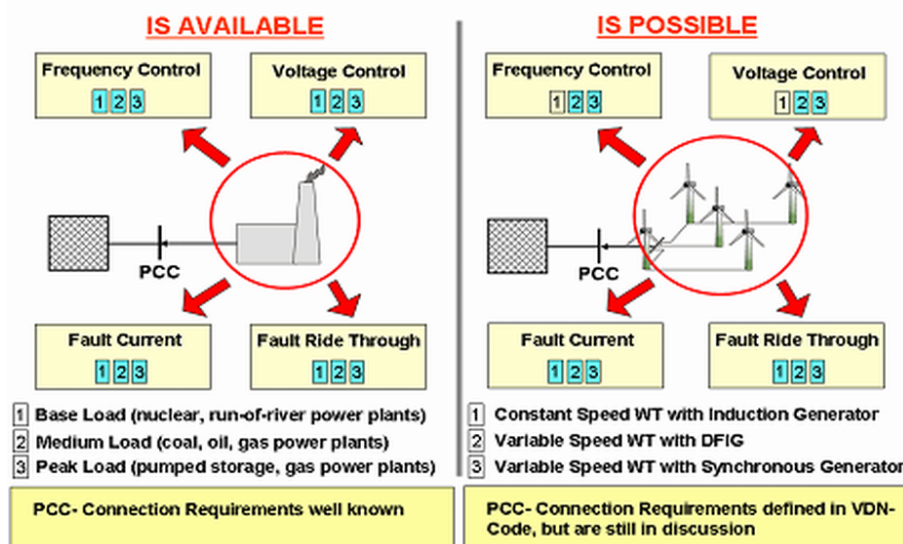 IS AVAILABLE
Frequency Control
1 2 3
Voltage Control
1 2 3
PCC
Fault Current
1 2 3
Fault Ride Through
1 2 3
1 Base Load (nuclear, run-of-river power plants)
2 Medium Load (coal, oil, gas power plants)
3 Peak Load (pumped storage, gas power plants)
PCC- Connection Requirements well known
IS POSSIBLE
Frequency Control
1 2 3
Voltage Control
1 2 3
PCC
Fault Current
1 2 3
Fault Ride Through
1 2 3
1 Constant Speed WT with Induction Generator
2 Variable Speed WT with DFIG
3 Variable Speed WT with Synchronous Generator
PCC- Connection Requirements defined in VDN-
Code, but are still in discussion